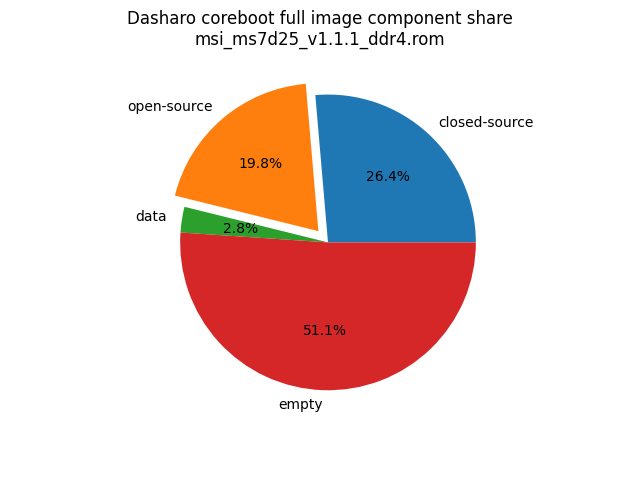 Dasharo coreboot full image component share
msi_ms7d25_v1.1.1_ddr4.rom
open-source
closed-source
19.8%
26.4%
data
2.8%
51.1%
empty